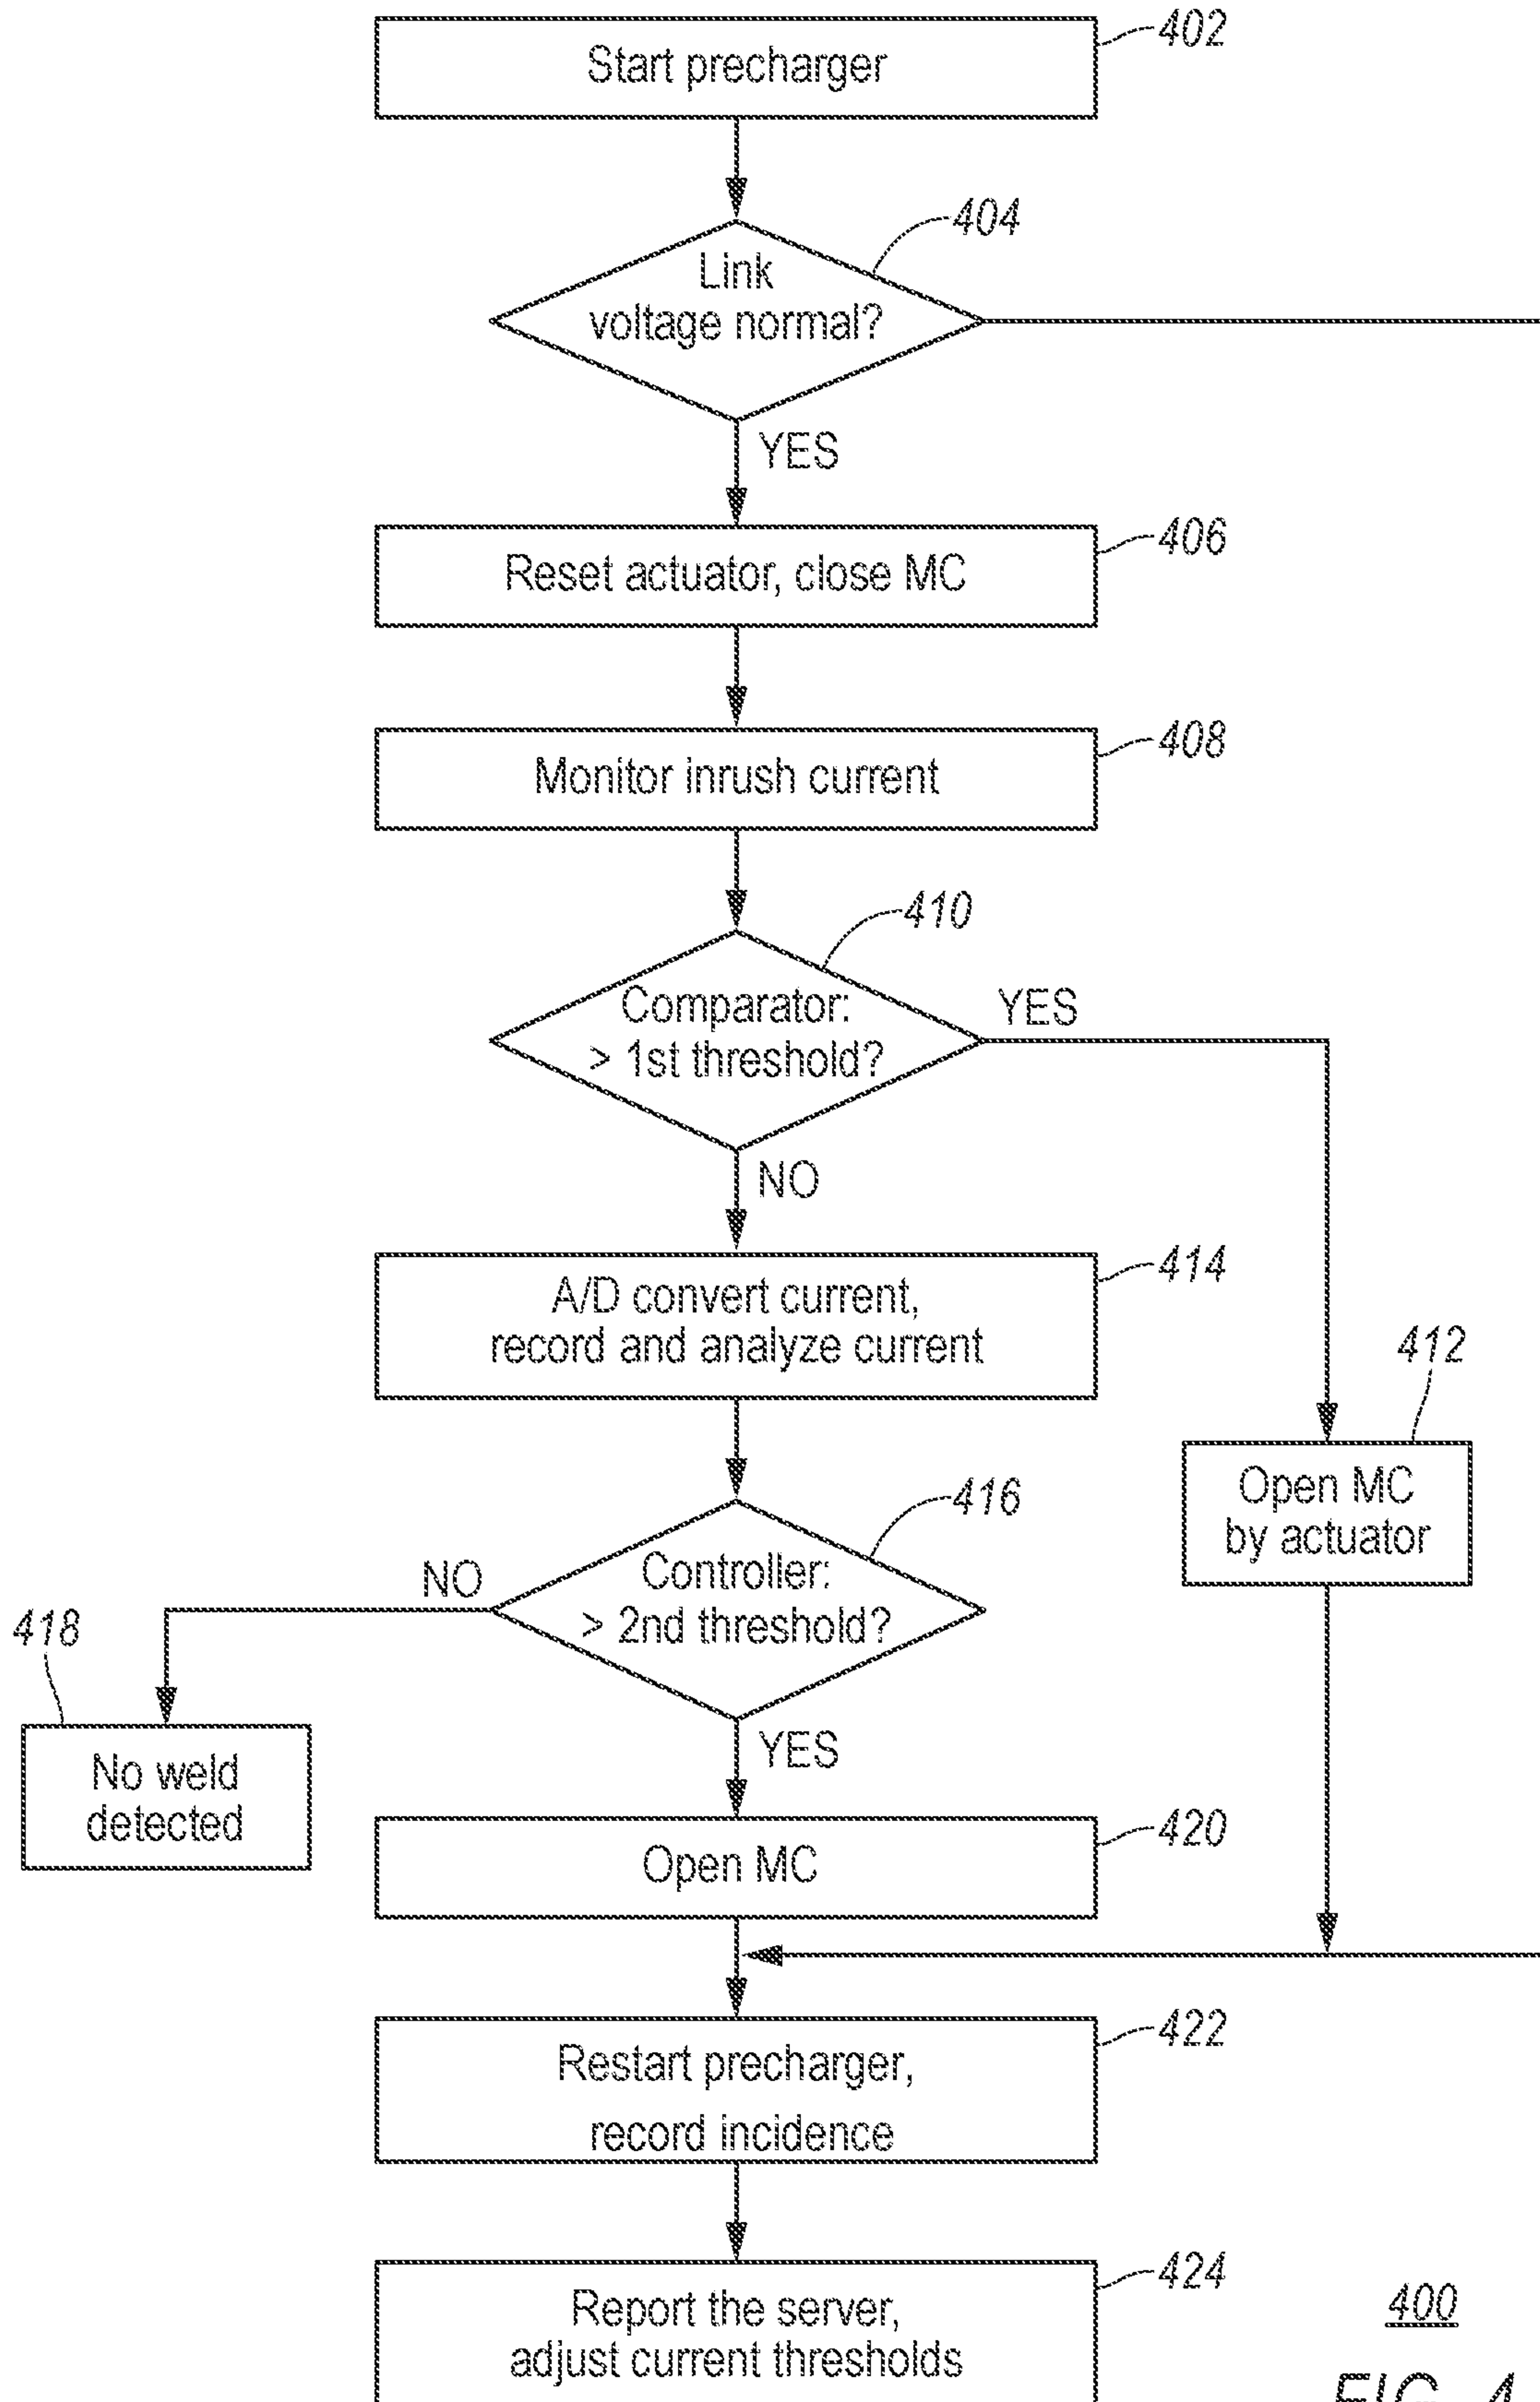 Start precharger
402
404
Link
voltage normal?
YES
Reset actuator, close MC
406
Monitor inrush current
408
410
Comparator:
> 1st threshold?
YES
NO
A/D convert current,
record and analyze current
414
412
Open MC
by actuator
416
Controller:
> 2nd threshold?
NO
418
No weld
detected
YES
Open MC
420
Restart precharger,
record incidence
422
Report the server,
adjust current thresholds
424
400
FIG. 4